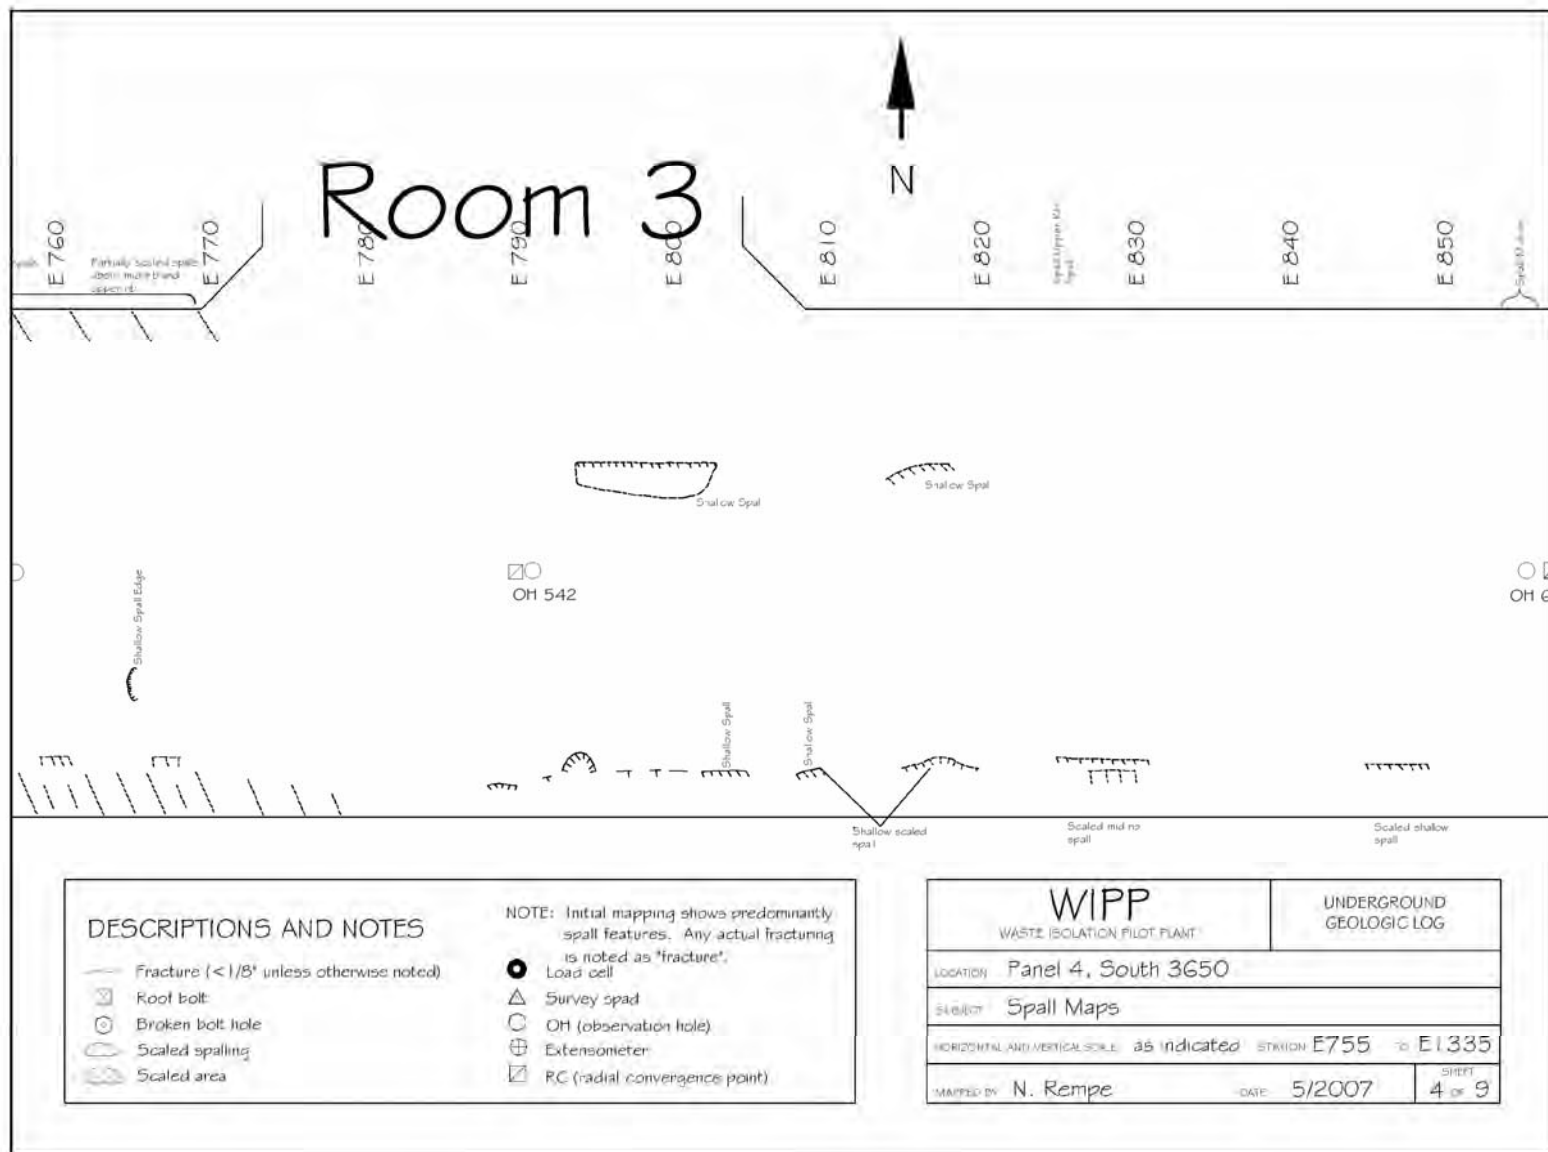 Room 3
N
E 760
E 770
E 780
E 790
E 800
E 810
E 820
E 830
E 840
E 850
Partially scaled spalls
Shallow Spall
Shallow Spall
OH 542
OH 6
Shallow Spall Edge
Shallow Spall
Shallow Spall
Shallow scaled
spall
Scaled mid rib
spall
Scaled shallow
spall
DESCRIPTIONS AND NOTES
Fracture (<1/8" unless otherwise noted)
Roof bolt
Broken bolt hole
Scaled spalling
Scaled area
NOTE: Initial mapping shows predominantly
spall features. Any actual fracturing
is noted as "fracture".
Load cell
Survey spad
OH (observation hole)
Extensometer
RC (radial convergence point)
WIPP
WASTE ISOLATION PILOT PLANT
UNDERGROUND
GEOLOGIC LOG
LOCATION Panel 4, South 3650
SUBJECT Spall Maps
HORIZONTAL AND VERTICAL SCALE as indicated STATION E755 TO E1335
MAPPED BY N. Rempe DATE 5/2007 SHEET 4 OF 9